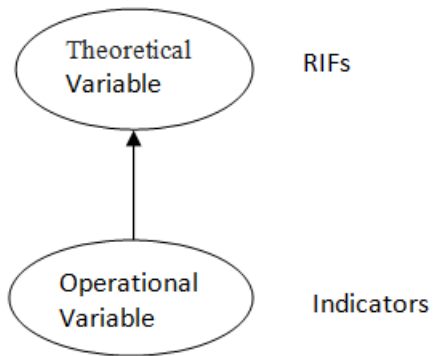 Theoretical
Variable
RIFs
Operational
Variable
Indicators